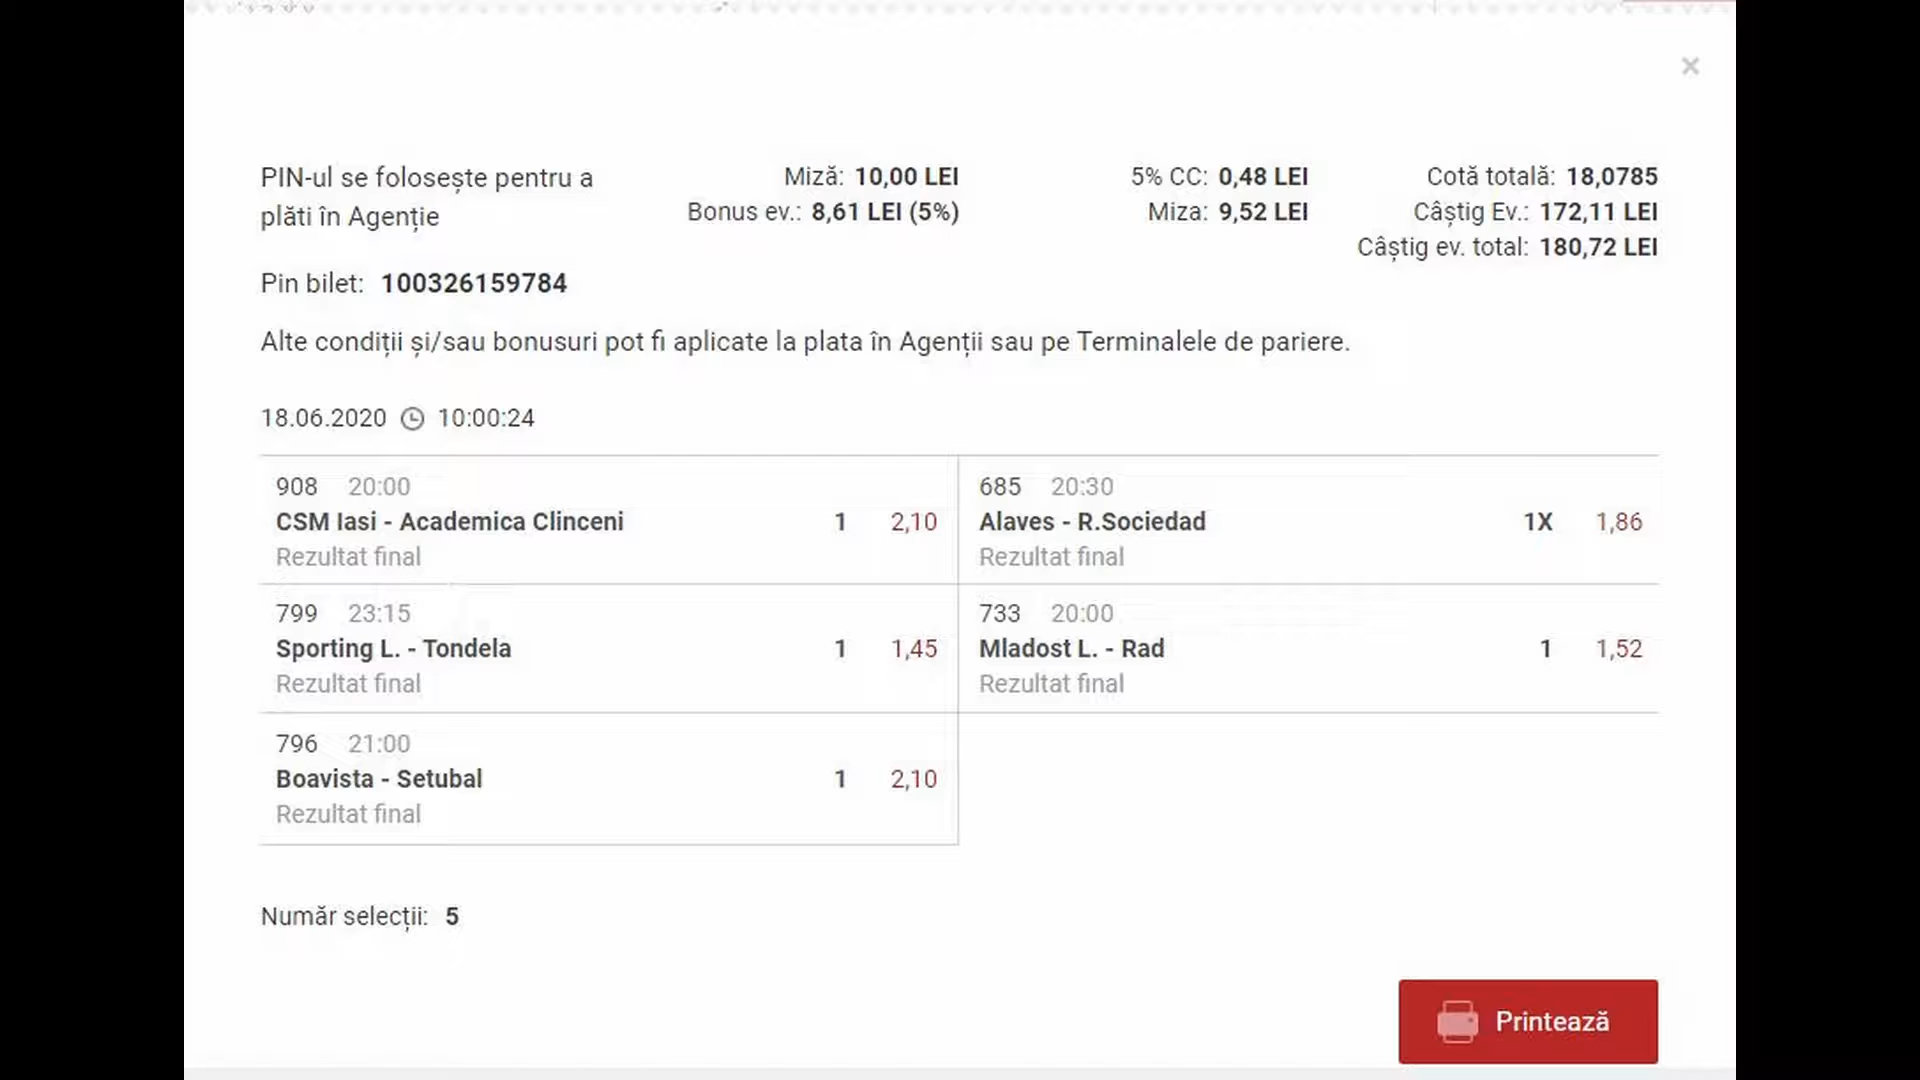 PIN-ul se folosește pentru a
plăti în Agenție
Pin bilet: 100326159784
Miză: 10,00 LEI
Bonus ev.: 8,61 LEI (5%)
5% CC: 0,48 LEI
Miza: 9,52 LEI
Cotă totală: 18,0785
Câștig Ev.: 172,11 LEI
Câștig ev. total: 180,72 LEI
Alte condiții și/sau bonusuri pot fi aplicate la plata în Agenții sau pe Terminalele de pariere.
18.06.2020 10:00:24
908 20:00
CSM Iasi - Academica Clinceni 1 2,10
Rezultat final
685 20:30
Alaves - R.Sociedad 1X 1,86
Rezultat final
799 23:15
Sporting L. - Tondela 1 1,45
Rezultat final
733 20:00
Mladost L. - Rad 1 1,52
Rezultat final
796 21:00
Boavista - Setubal 1 2,10
Rezultat final
Număr selecții: 5
Printează